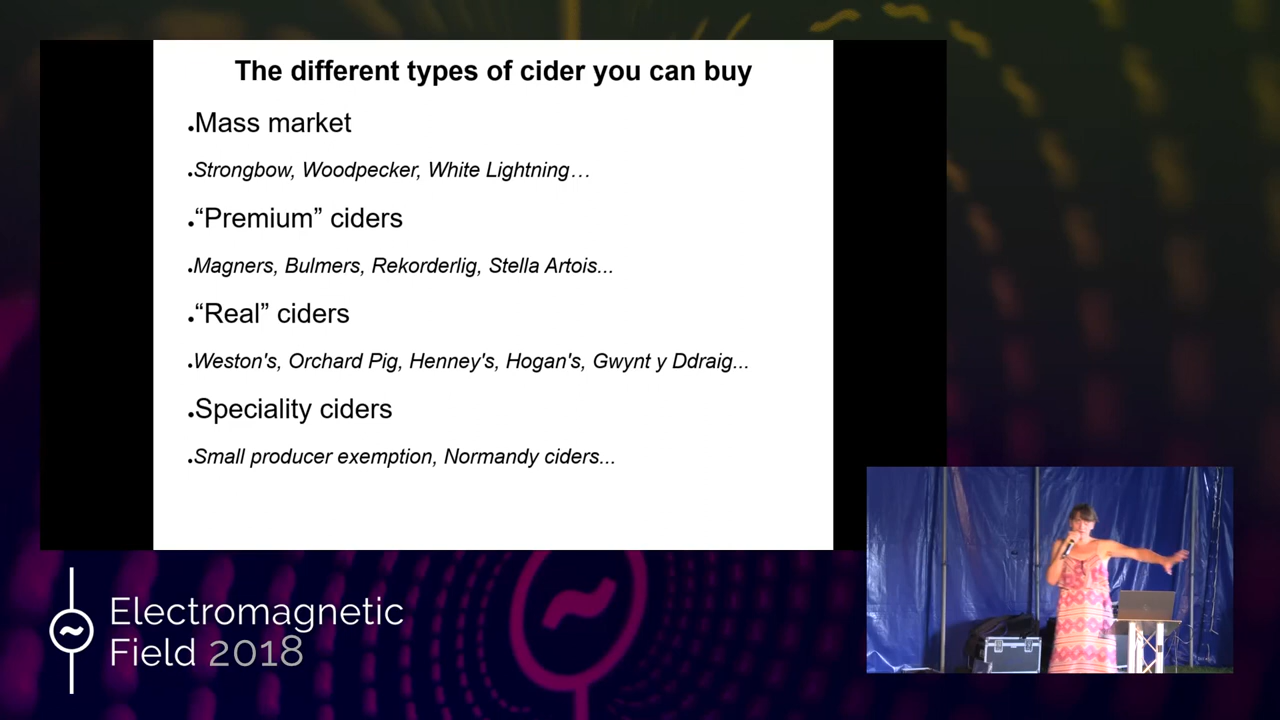 The different types of cider you can buy
•Mass market
•Strongbow, Woodpecker, White Lightning…
•“Premium” ciders
•Magners, Bulmers, Rekorderlig, Stella Artois...
•“Real” ciders
•Weston's, Orchard Pig, Henney's, Hogan's, Gwynt y Ddraig...
•Speciality ciders
•Small producer exemption, Normandy ciders...
Electromagnetic
Field 2018